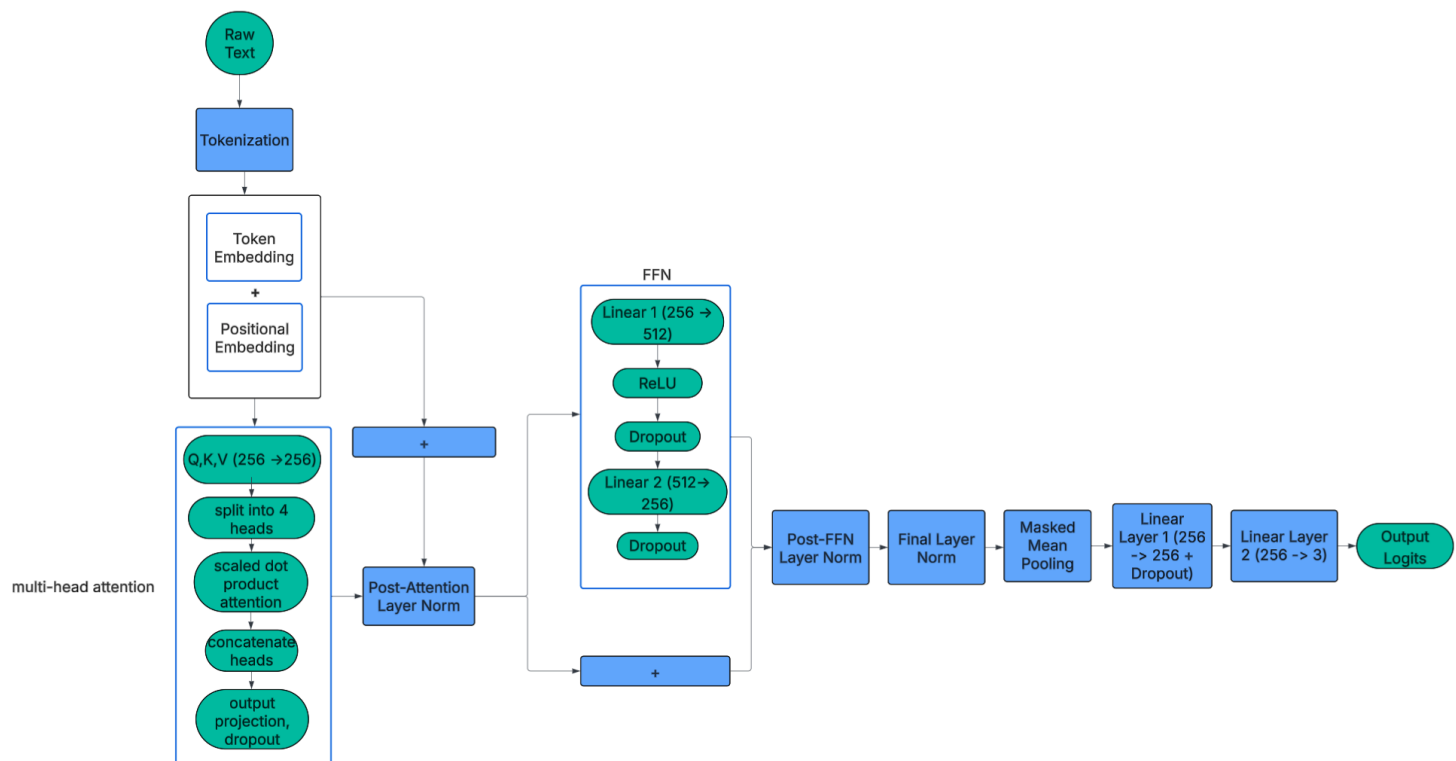 Raw
Text
Tokenization
Token
Embedding
+
Positional
Embedding
multi-head attention
Q,K,V (256 →256)
split into 4
heads
scaled dot
product
attention
concatenate
heads
output
projection,
dropout
+
Post-Attention
Layer Norm
FFN
Linear 1 (256 →
512)
ReLU
Dropout
Linear 2 (512→
256)
Dropout
+
Post-FFN
Layer Norm
Final Layer
Norm
Masked
Mean
Pooling
Linear
Layer 1 (256
-> 256 +
Dropout)
Linear Layer
2 (256 -> 3)
Output
Logits